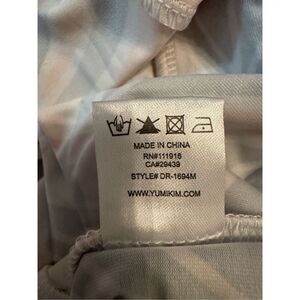 MADE IN CHINA
RN#111916
CA#29439
STYLE# DR-1694M
WWW.YUMIKIM.COM